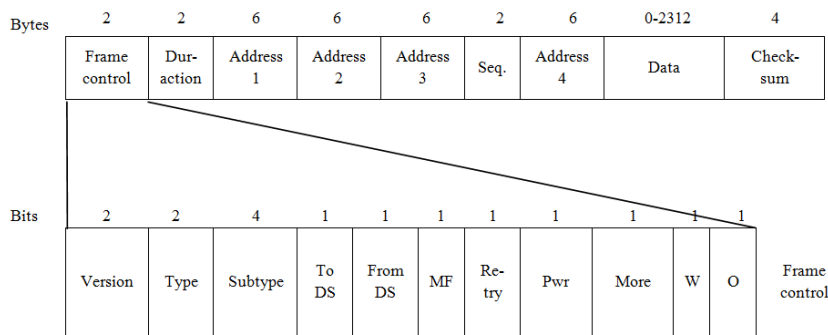 Bytes 2 2 6 6 6 2 6 0-2312 4
Frame control Dur- action Address 1 Address 2 Address 3 Seq. Address 4 Data Check- sum
Bits 2 2 4 1 1 1 1 1 1 1 1
Version Type Subtype To DS From DS MF Re- try Pwr More W O Frame control